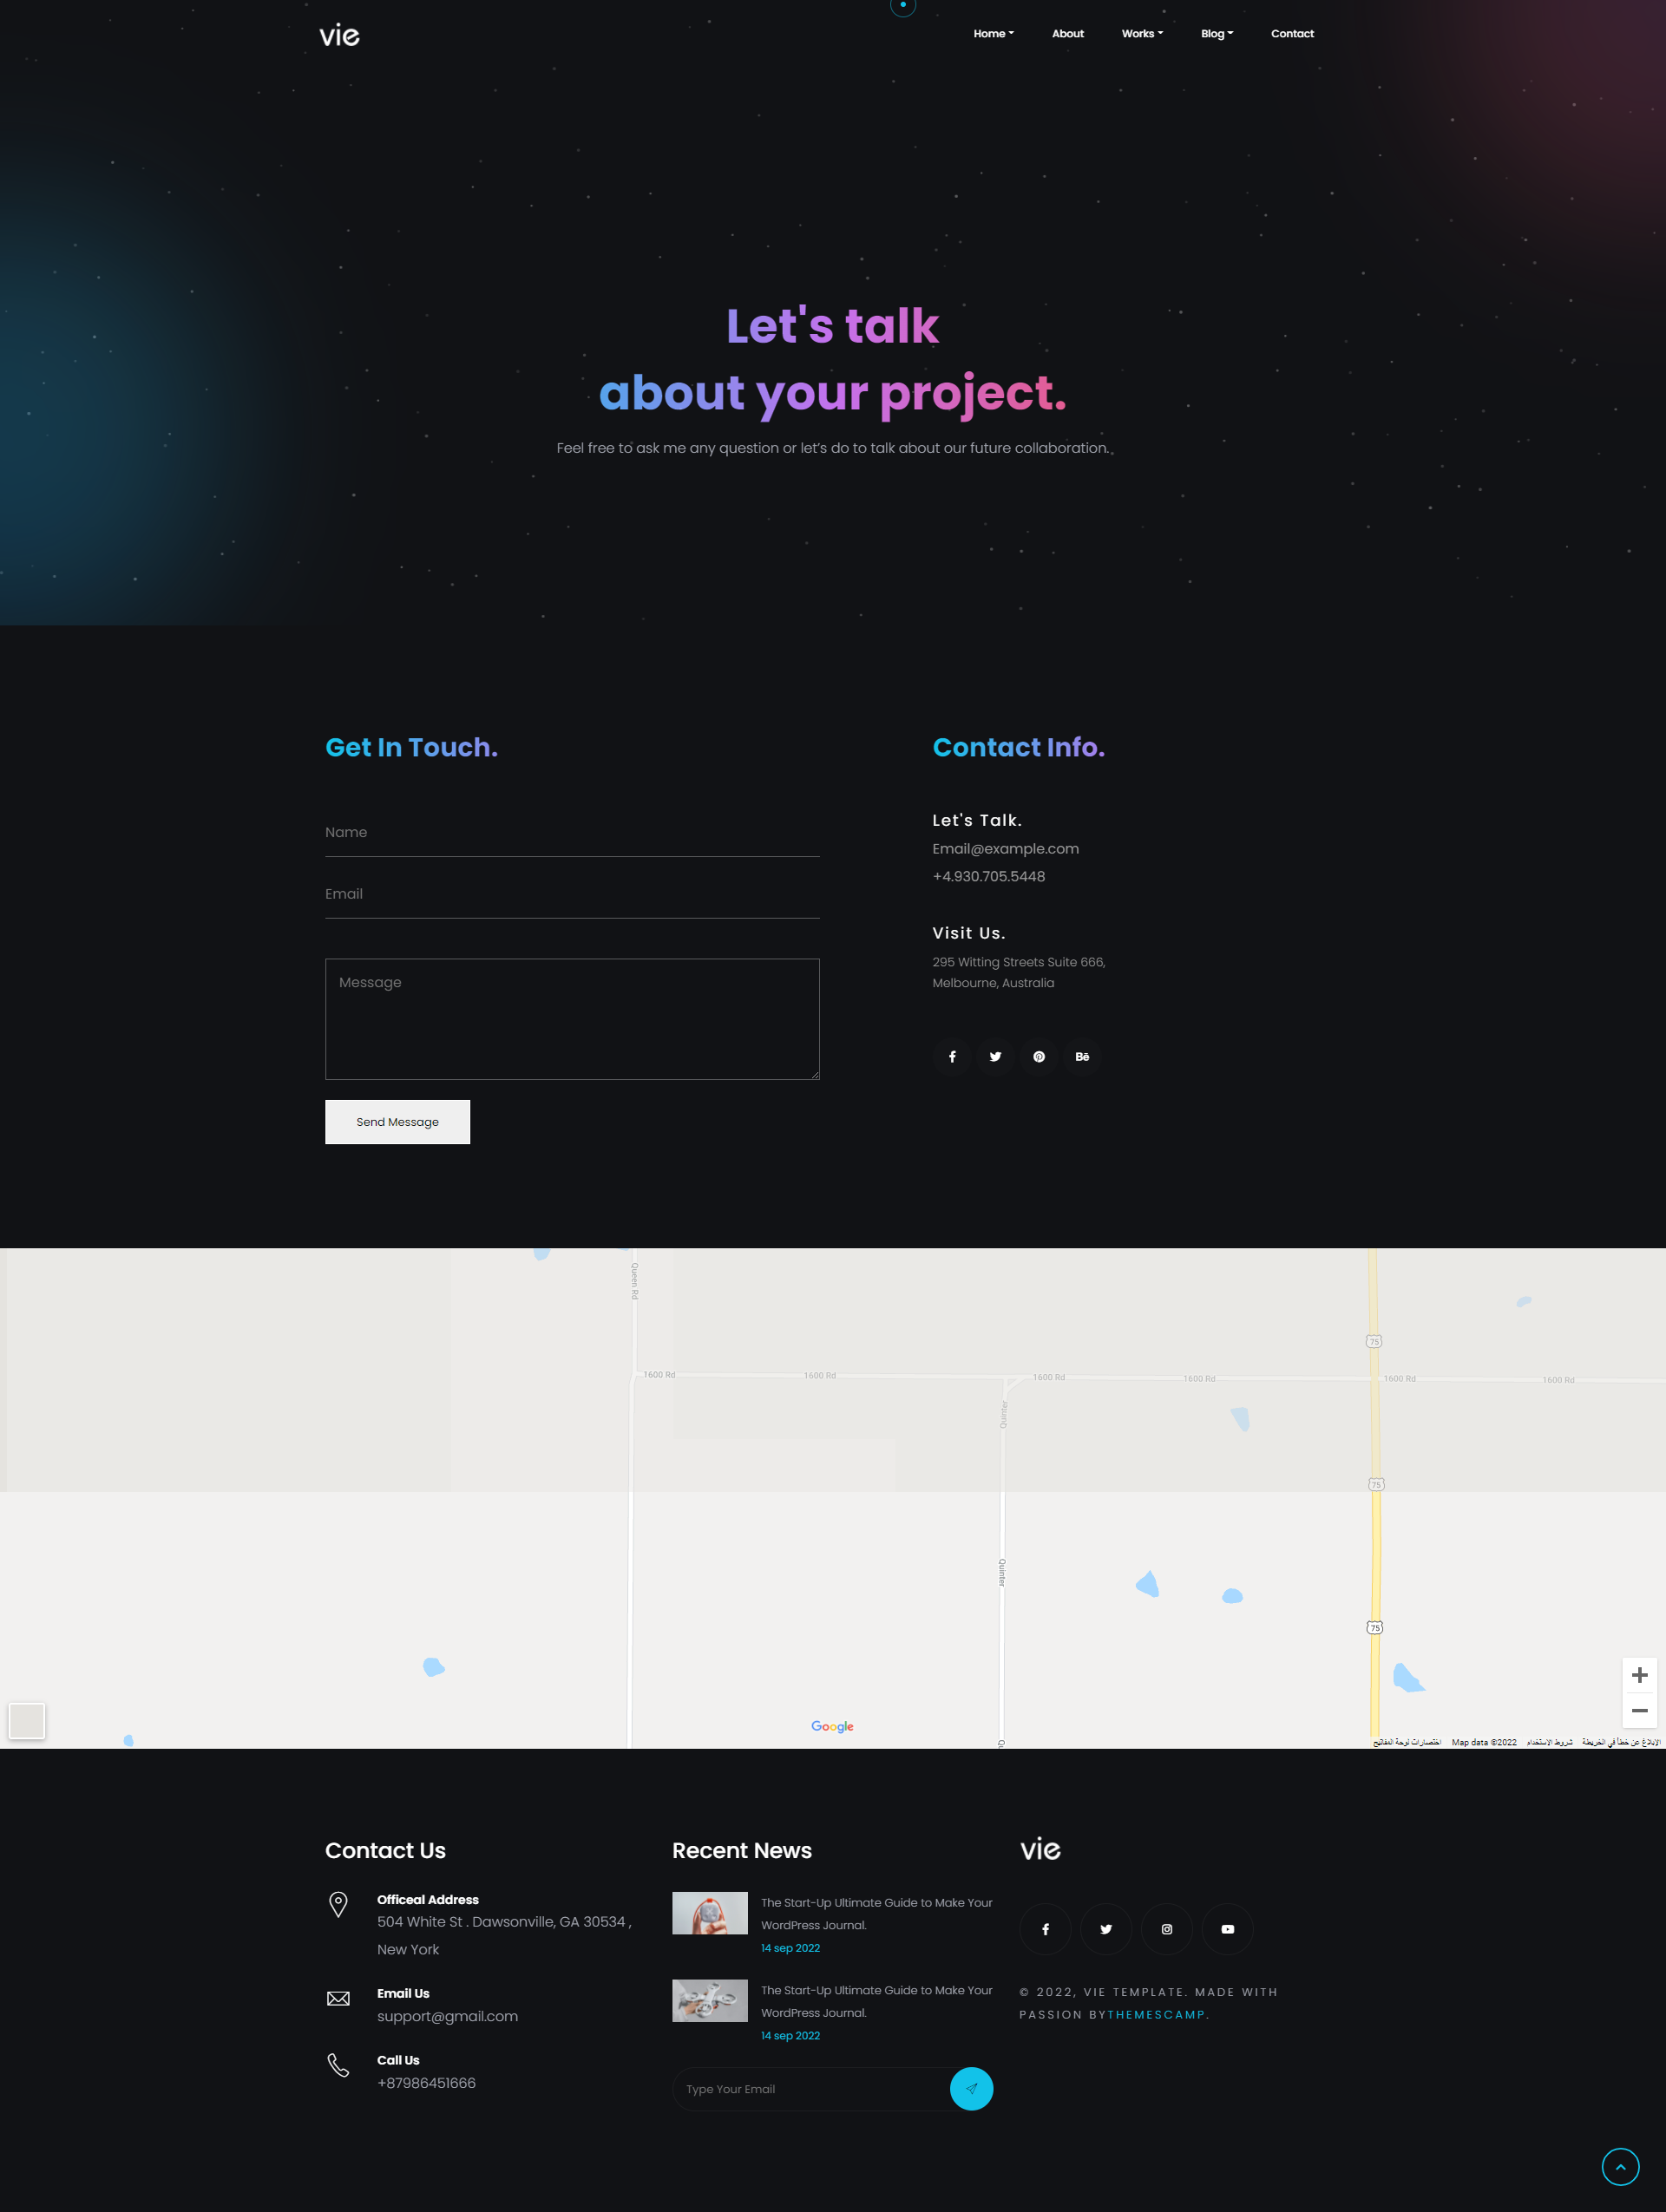 vie
Home
About
Works
Blog
Contact
Let's talk
about your project.
Feel free to ask me any question or let’s do to talk about our future collaboration.
Get In Touch.
Name
Email
Message
Send Message
Contact Info.
Let's Talk.
Email@example.com
+4.930.705.5448
Visit Us.
295 Witting Streets Suite 666,
Melbourne, Australia
Bē
Queen Rd
75
1600 Rd
1600 Rd
1600 Rd
1600 Rd
1600 Rd
1600 Rd
Quinter
75
Quinter
75
Google
اختصارات لوحة المفاتيح
Map data ©2022
شروط الاستخدام
الإبلاغ عن خطأ في الخريطة
Contact Us
Officeal Address
504 White St . Dawsonville, GA 30534 ,
New York
Email Us
support@gmail.com
Call Us
+87986451666
Recent News
The Start-Up Ultimate Guide to Make Your
WordPress Journal.
14 sep 2022
The Start-Up Ultimate Guide to Make Your
WordPress Journal.
14 sep 2022
Type Your Email
vie
© 2022, VIE TEMPLATE. MADE WITH
PASSION BYTHEMESCAMP.